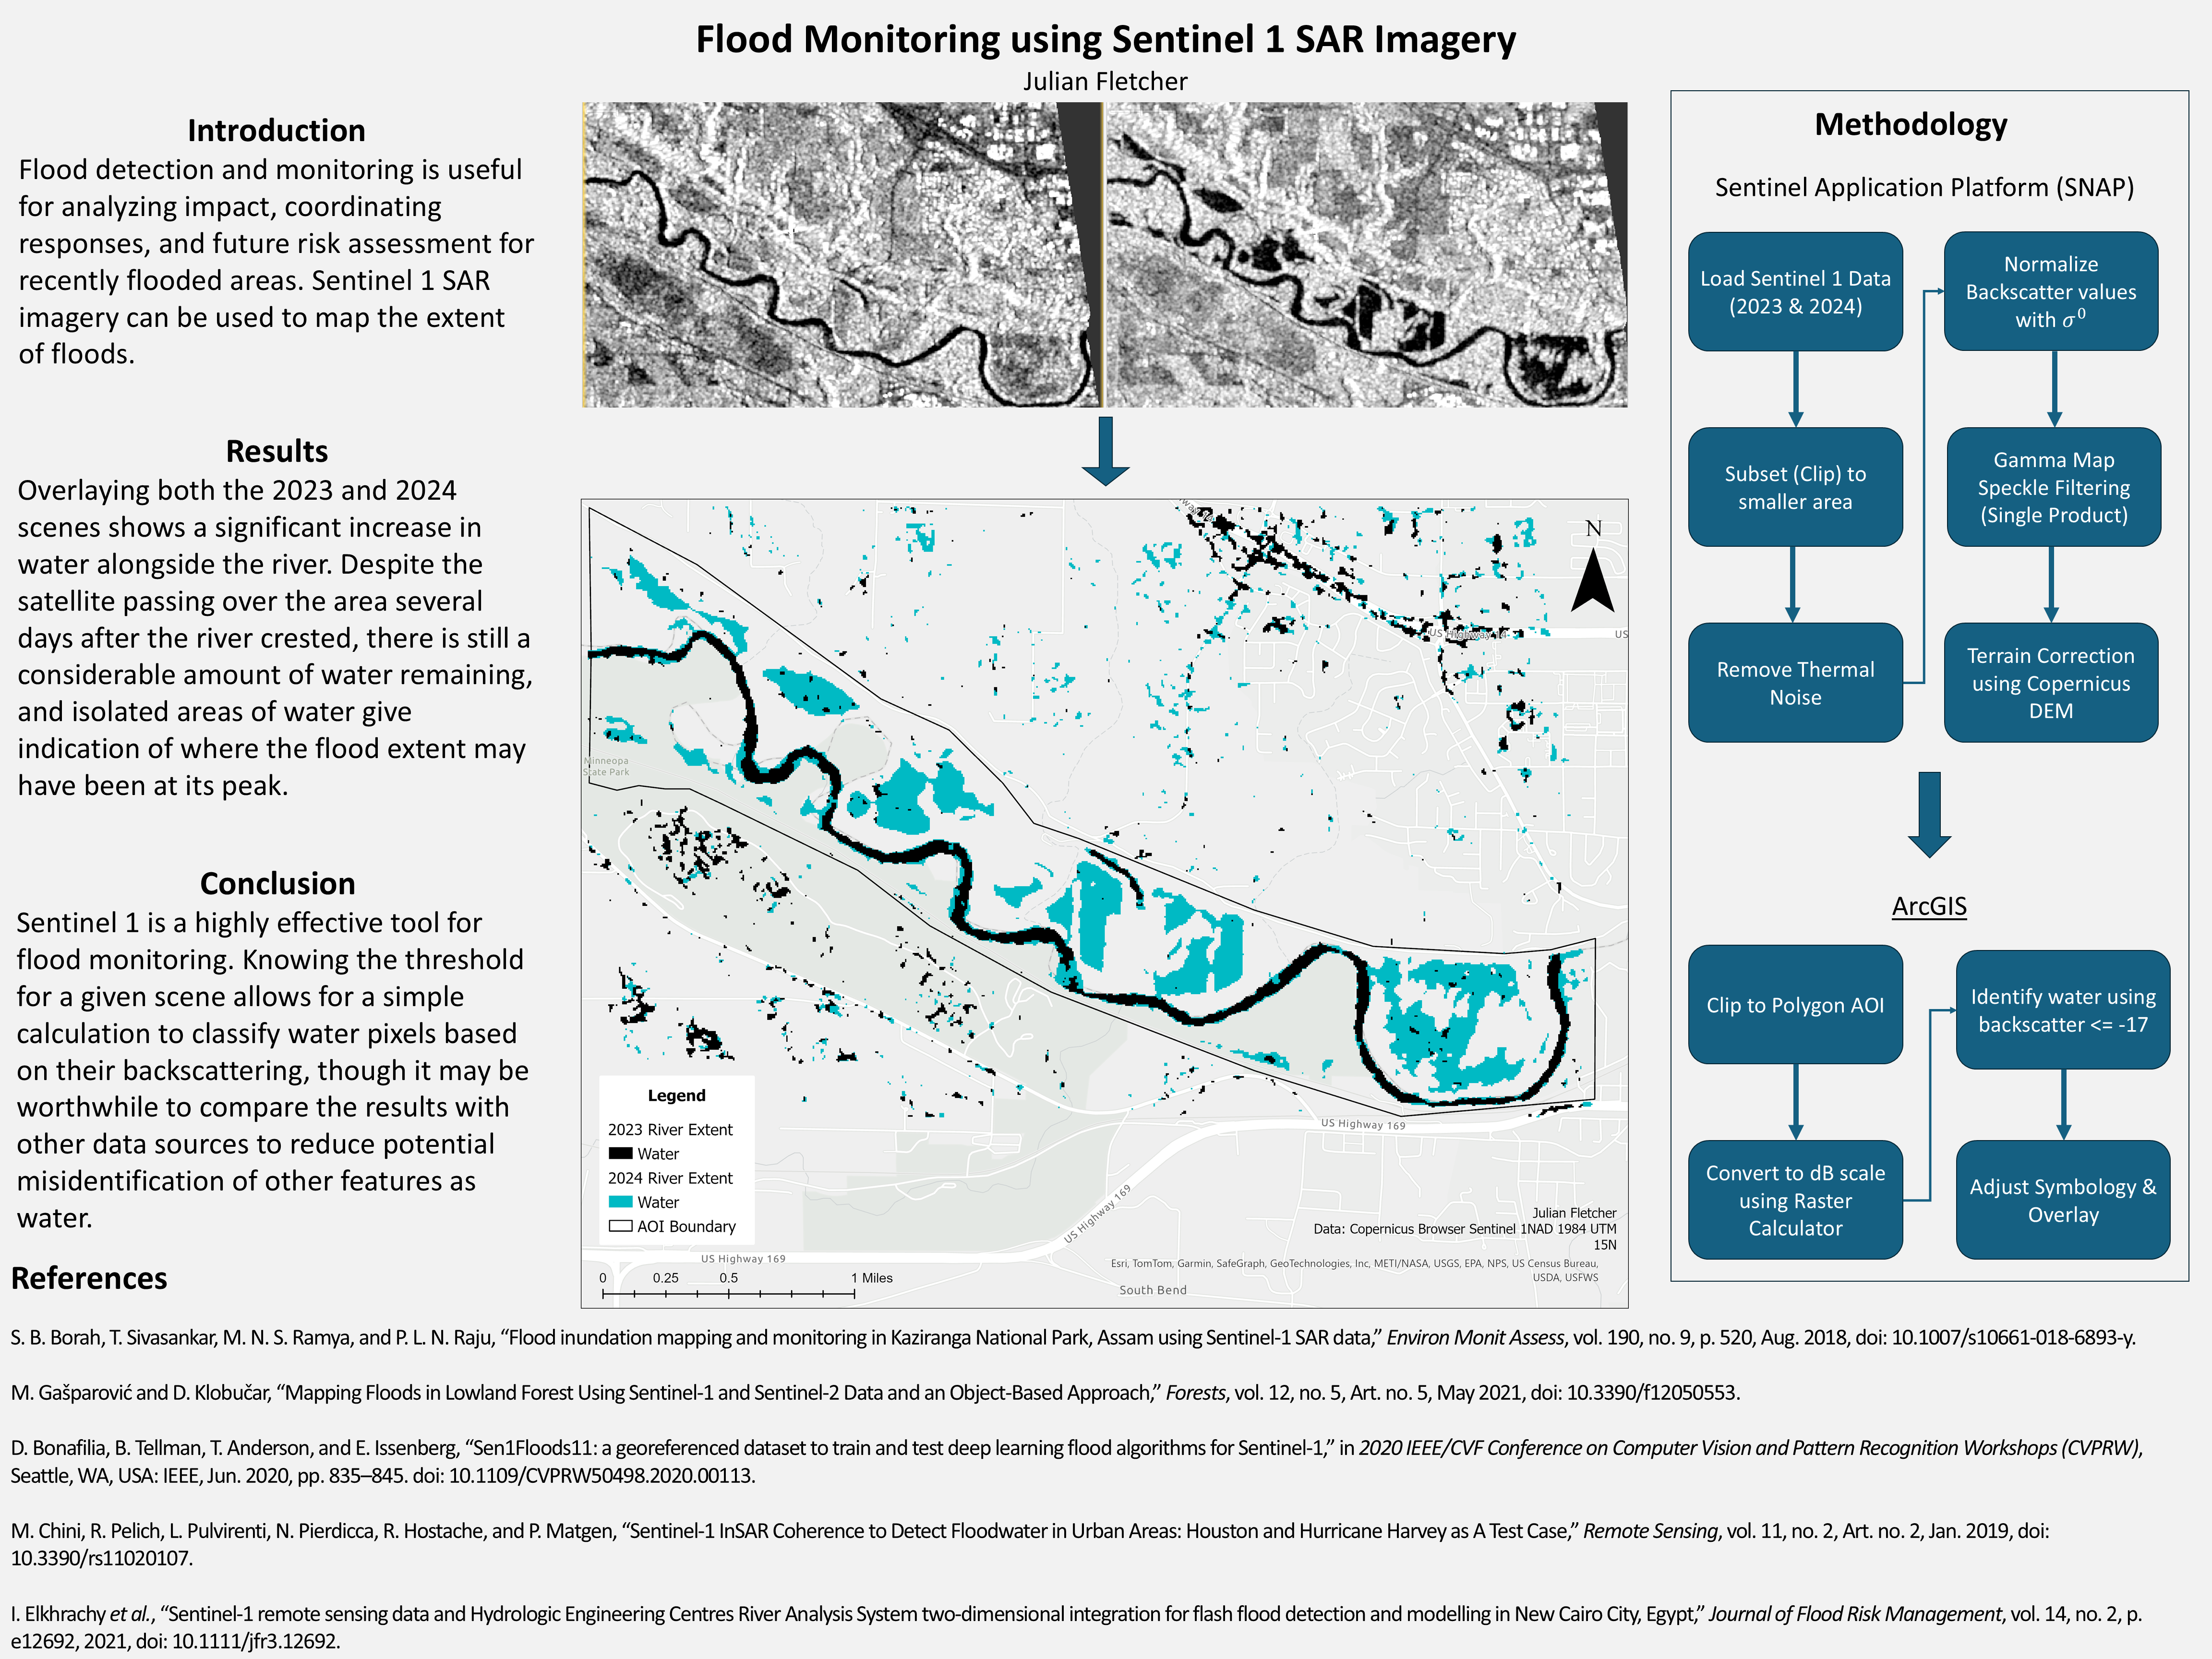 Flood Monitoring using Sentinel 1 SAR Imagery
Julian Fletcher
Introduction
Flood detection and monitoring is useful
for analyzing impact, coordinating
responses, and future risk assessment for
recently flooded areas. Sentinel 1 SAR
imagery can be used to map the extent
of floods.
Results
Overlaying both the 2023 and 2024
scenes shows a significant increase in
water alongside the river. Despite the
satellite passing over the area several
days after the river crested, there is still a
considerable amount of water remaining,
and isolated areas of water give
indication of where the flood extent may
have been at its peak.
Conclusion
Sentinel 1 is a highly effective tool for
flood monitoring. Knowing the threshold
for a given scene allows for a simple
calculation to classify water pixels based
on their backscattering, though it may be
worthwhile to compare the results with
other data sources to reduce potential
misidentification of other features as
water.
N
US Highway 14
US
Minneopa
State Park
US Highway 169
US Highway 169
US Highway 169
South Bend
Legend
2023 River Extent
Water
2024 River Extent
Water
AOI Boundary
0 0.25 0.5 1 Miles
Julian Fletcher
Data: Copernicus Browser Sentinel 1NAD 1984 UTM
15N
Esri, TomTom, Garmin, SafeGraph, GeoTechnologies, Inc, METI/NASA, USGS, EPA, NPS, US Census Bureau,
USDA, USFWS
Methodology
Sentinel Application Platform (SNAP)
Load Sentinel 1 Data
(2023 & 2024)
Subset (Clip) to
smaller area
Remove Thermal
Noise
Normalize
Backscatter values
with σ⁰
Gamma Map
Speckle Filtering
(Single Product)
Terrain Correction
using Copernicus
DEM
ArcGIS
Clip to Polygon AOI
Convert to dB scale
using Raster
Calculator
Identify water using
backscatter <= -17
Adjust Symbology &
Overlay
References
S. B. Borah, T. Sivasankar, M. N. S. Ramya, and P. L. N. Raju, “Flood inundation mapping and monitoring in Kaziranga National Park, Assam using Sentinel-1 SAR data,” Environ Monit Assess, vol. 190, no. 9, p. 520, Aug. 2018, doi: 10.1007/s10661-018-6893-y.
M. Gašparović and D. Klobučar, “Mapping Floods in Lowland Forest Using Sentinel-1 and Sentinel-2 Data and an Object-Based Approach,” Forests, vol. 12, no. 5, Art. no. 5, May 2021, doi: 10.3390/f12050553.
D. Bonafilia, B. Tellman, T. Anderson, and E. Issenberg, “Sen1Floods11: a georeferenced dataset to train and test deep learning flood algorithms for Sentinel-1,” in 2020 IEEE/CVF Conference on Computer Vision and Pattern Recognition Workshops (CVPRW),
Seattle, WA, USA: IEEE, Jun. 2020, pp. 835–845. doi: 10.1109/CVPRW50498.2020.00113.
M. Chini, R. Pelich, L. Pulvirenti, N. Pierdicca, R. Hostache, and P. Matgen, “Sentinel-1 InSAR Coherence to Detect Floodwater in Urban Areas: Houston and Hurricane Harvey as A Test Case,” Remote Sensing, vol. 11, no. 2, Art. no. 2, Jan. 2019, doi:
10.3390/rs11020107.
I. Elkhrachy et al., “Sentinel-1 remote sensing data and Hydrologic Engineering Centres River Analysis System two-dimensional integration for flash flood detection and modelling in New Cairo City, Egypt,” Journal of Flood Risk Management, vol. 14, no. 2, p.
e12692, 2021, doi: 10.1111/jfr3.12692.